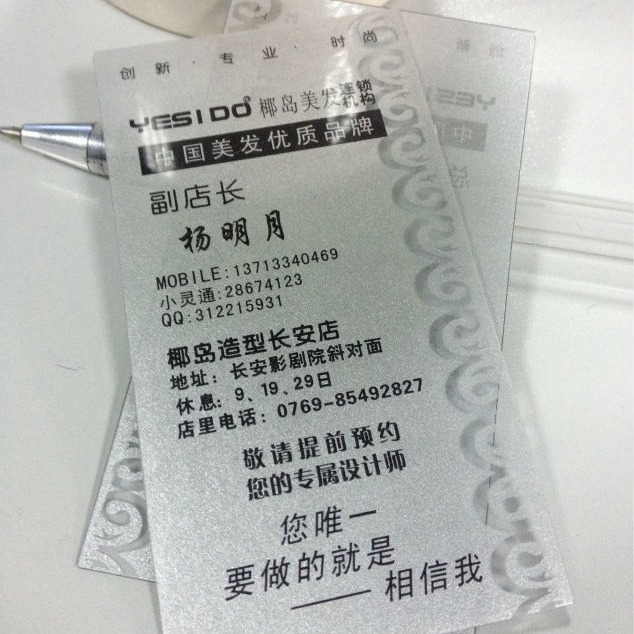 创新·专业·时尚
YESIDO® 椰岛美发连锁机构
中国美发优质品牌
副店长
杨明月
MOBILE:13713340469
小灵通:28674123
QQ:312215931
椰岛造型长安店
地址：长安影剧院斜对面
休息：9、19、29日
店里电话：0769-85492827
敬请提前预约
您的专属设计师
您唯一
要做的就是
——相信我